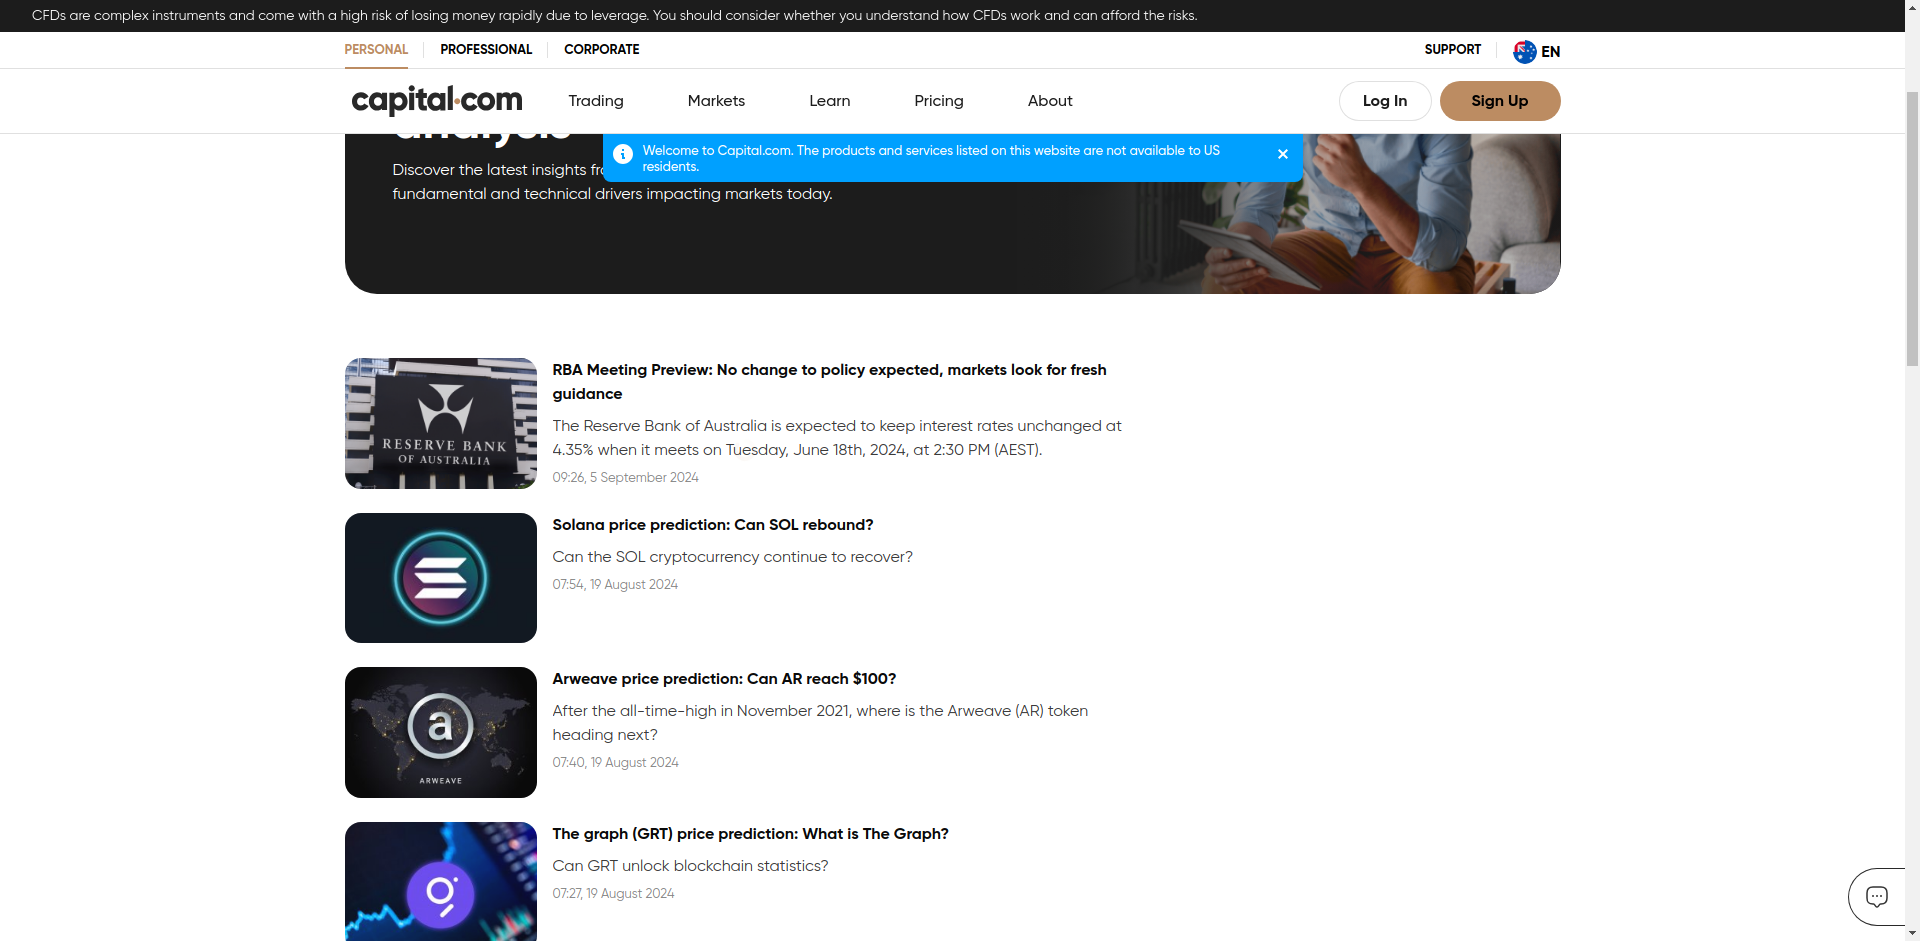 CFDs are complex instruments and come with a high risk of losing money rapidly due to leverage. You should consider whether you understand how CFDs work and can afford the risks.
PERSONAL
PROFESSIONAL
CORPORATE
SUPPORT
EN
capital.com
Trading
Markets
Learn
Pricing
About
Log In
Sign Up
Welcome to Capital.com. The products and services listed on this website are not available to US
residents.
Discover the latest insights
fundamental and technical drivers impacting markets today.
RESERVE BANK
OF AUSTRALIA
RBA Meeting Preview: No change to policy expected, markets look for fresh
guidance
The Reserve Bank of Australia is expected to keep interest rates unchanged at
4.35% when it meets on Tuesday, June 18th, 2024, at 2:30 PM (AEST).
09:26, 5 September 2024
Solana price prediction: Can SOL rebound?
Can the SOL cryptocurrency continue to recover?
07:54, 19 August 2024
a
ARWEAVE
Arweave price prediction: Can AR reach $100?
After the all-time-high in November 2021, where is the Arweave (AR) token
heading next?
07:40, 19 August 2024
The graph (GRT) price prediction: What is The Graph?
Can GRT unlock blockchain statistics?
07:27, 19 August 2024